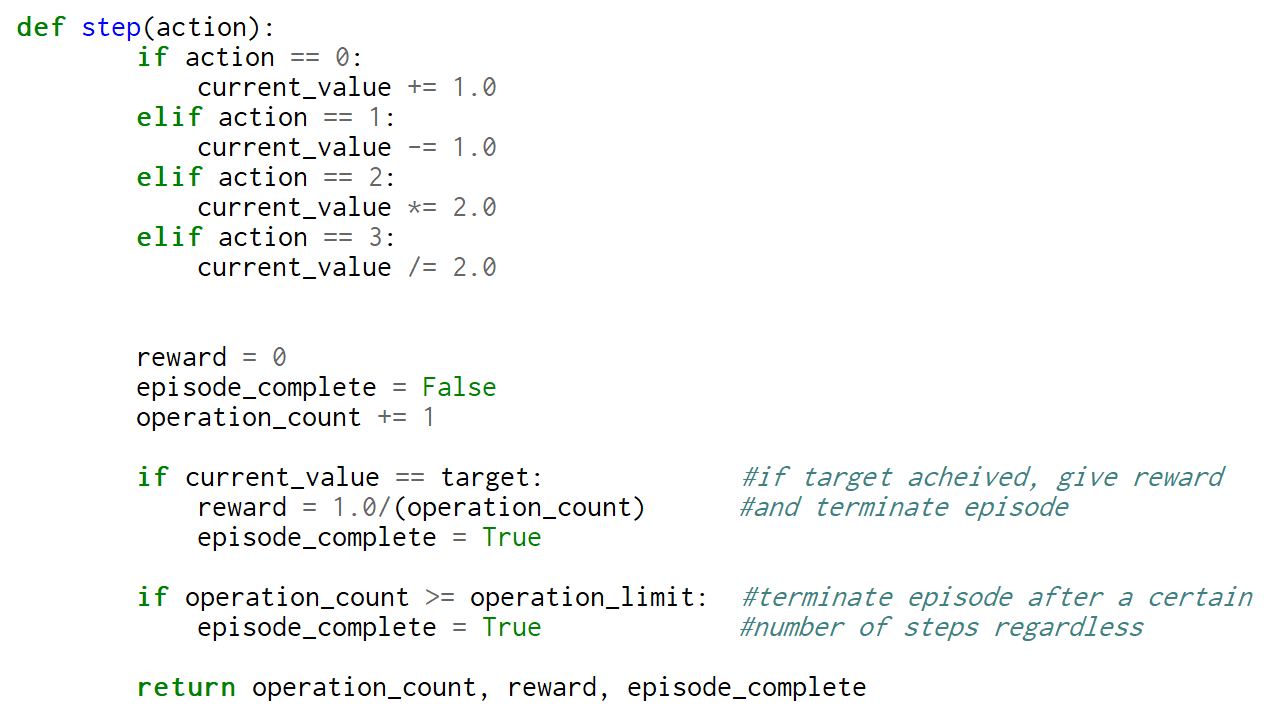 def step(action):
        if action == 0:
            current_value += 1.0
        elif action == 1:
            current_value -= 1.0
        elif action == 2:
            current_value *= 2.0
        elif action == 3:
            current_value /= 2.0
        reward = 0
        episode_complete = False
        operation_count += 1
        if current_value == target:             #if target acheived, give reward
            reward = 1.0/(operation_count)      #and terminate episode
            episode_complete = True
        if operation_count >= operation_limit:  #terminate episode after a certain
            episode_complete = True             #number of steps regardless
        return operation_count, reward, episode_complete